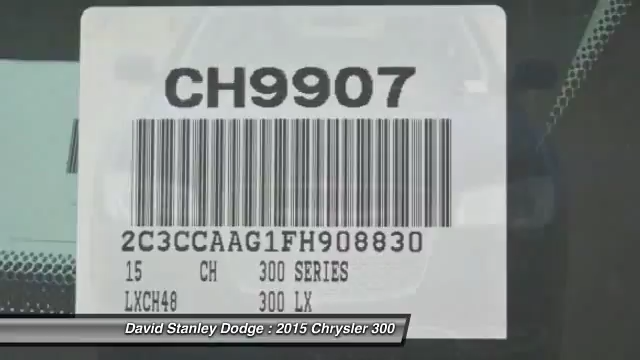 CH9907
2C3CCAAG1FH908830
15 CH 300 SERIES
LXCH48 300 LX
David Stanley Dodge : 2015 Chrysler 300